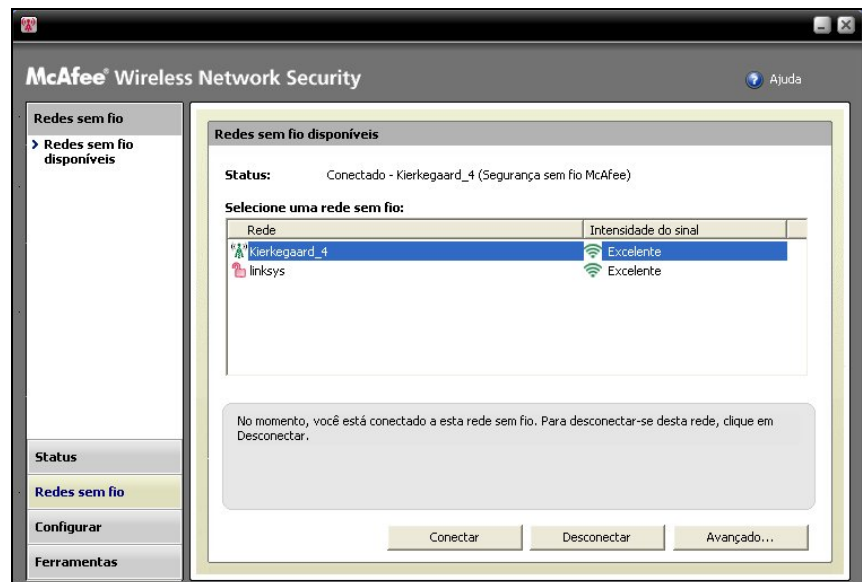 McAfee® Wireless Network Security
Ajuda
Redes sem fio
Redes sem fio
disponíveis
Redes sem fio disponíveis
Status: Conectado - Kierkegaard_4 (Segurança sem fio McAfee)
Selecione uma rede sem fio:
Rede Intensidade do sinal
Kierkegaard_4 Excelente
linksys Excelente
No momento, você está conectado a esta rede sem fio. Para desconectar-se desta rede, clique em
Desconectar.
Status
Redes sem fio
Configurar
Ferramentas
Conectar Desconectar Avançado...